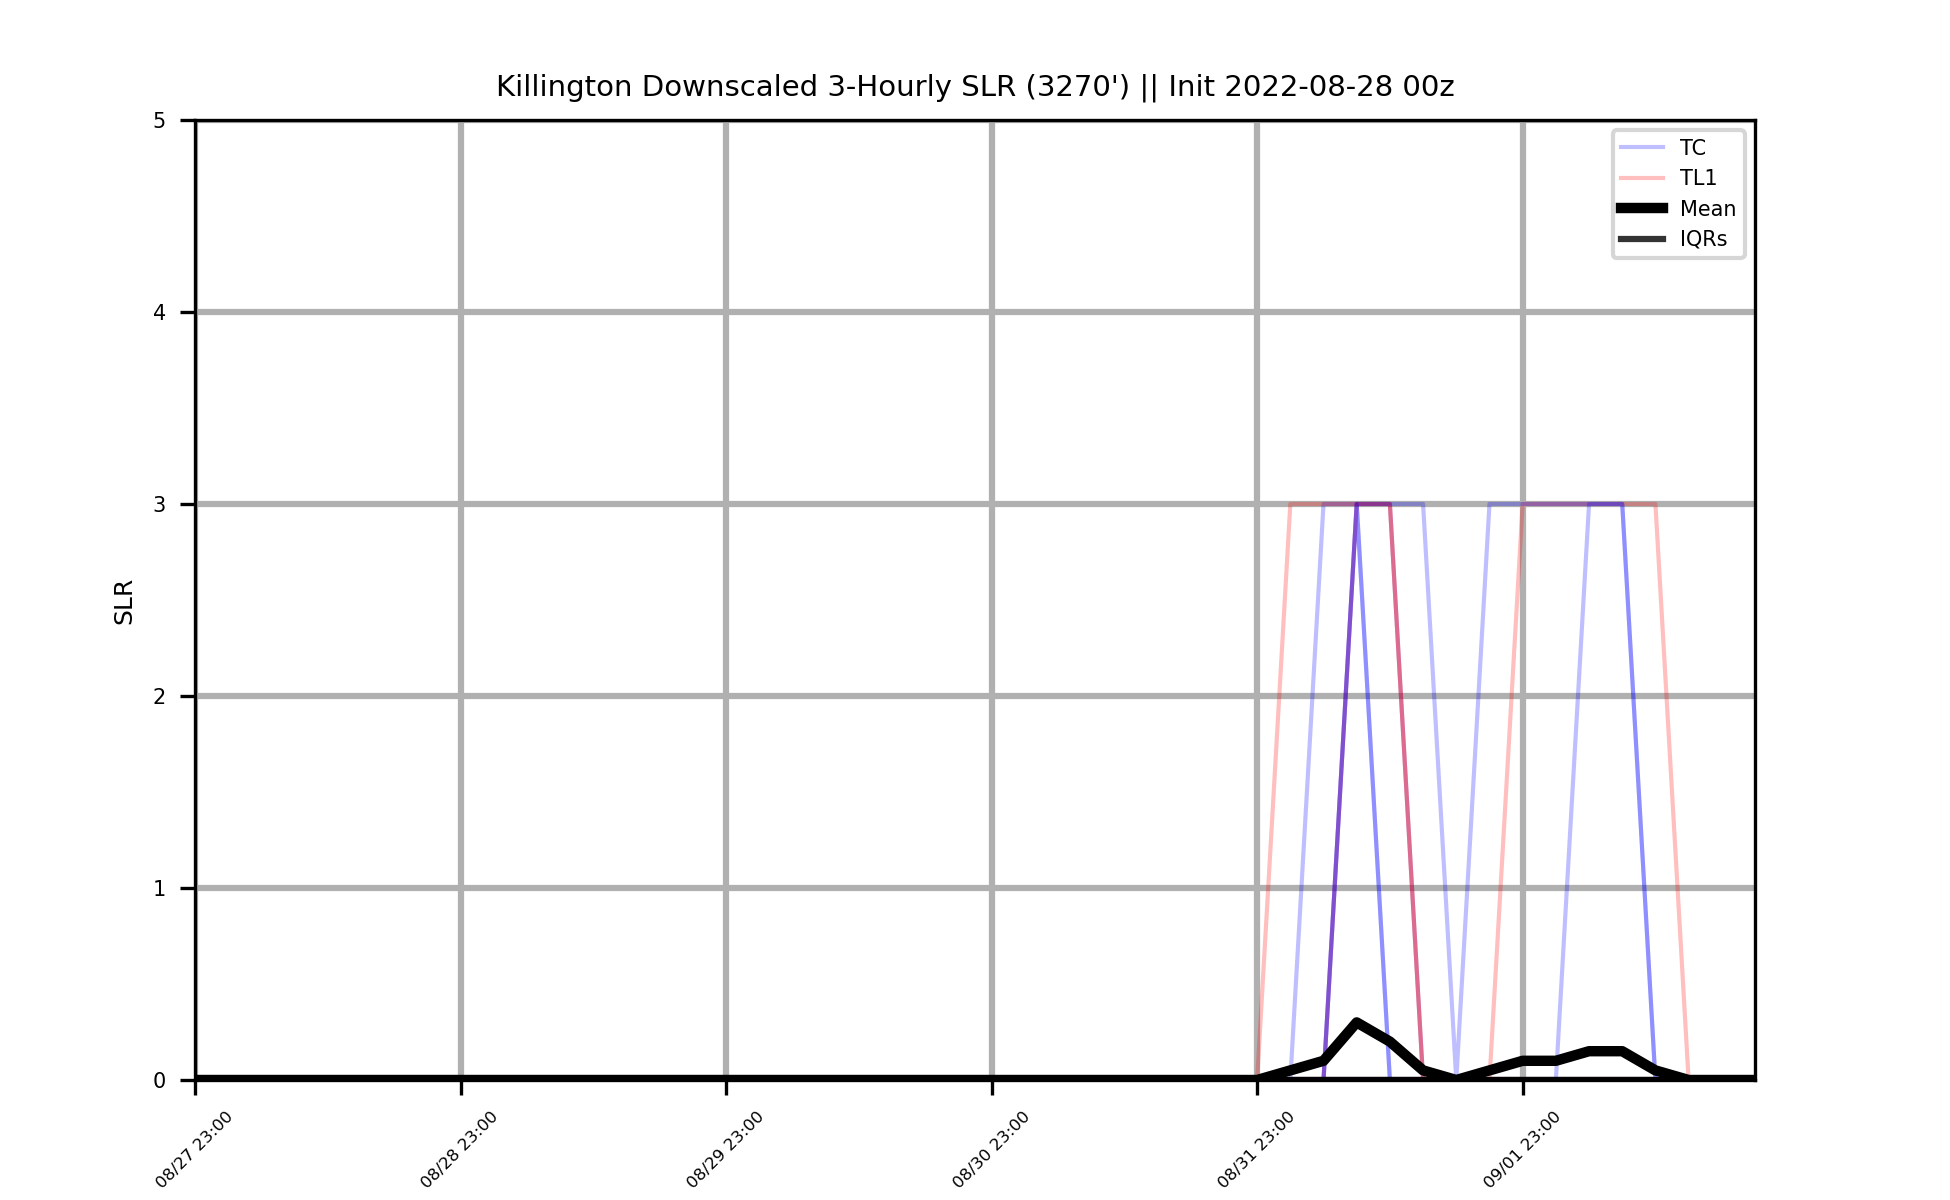 Killington Downscaled 3-Hourly SLR (3270') || Init 2022-08-28 00z
TC
TL1
Mean
IQRs
5
4
3
2
1
0
SLR
08/27 23:00
08/28 23:00
08/29 23:00
08/30 23:00
08/31 23:00
09/01 23:00